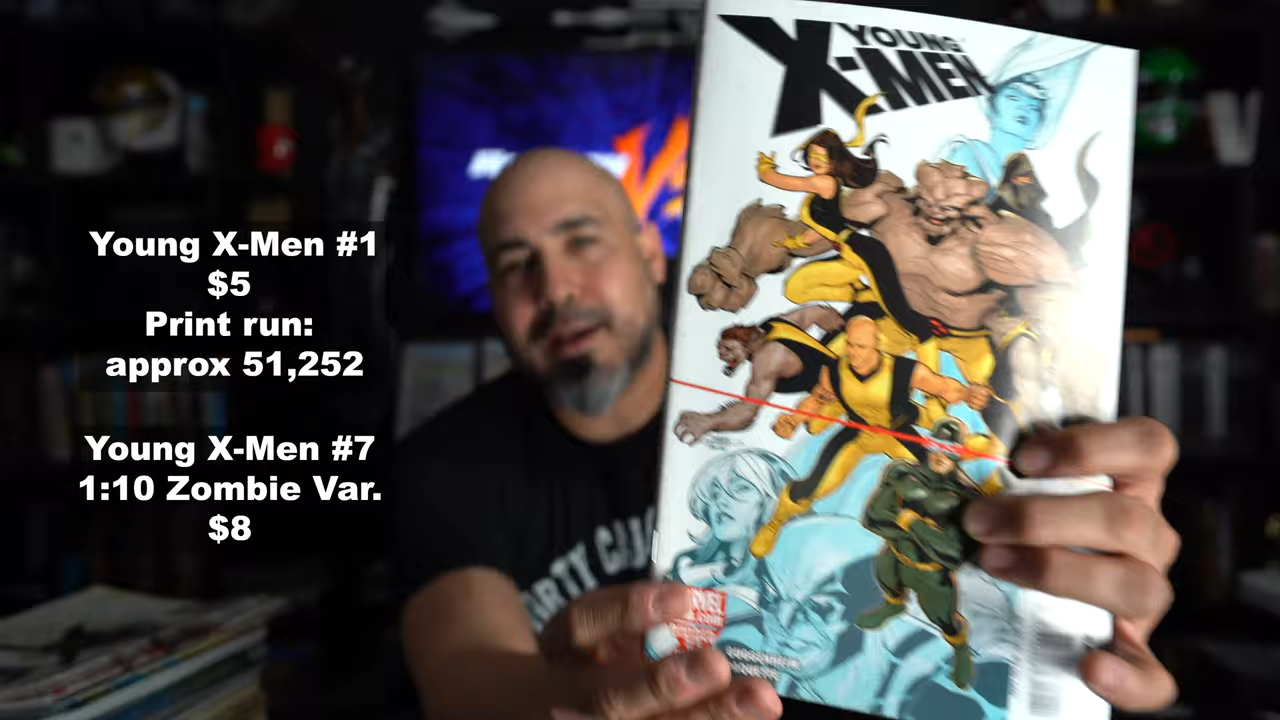 Young X-Men #1
$5
Print run:
approx 51,252
Young X-Men #7
1:10 Zombie Var.
$8
YOUNG
X-MEN